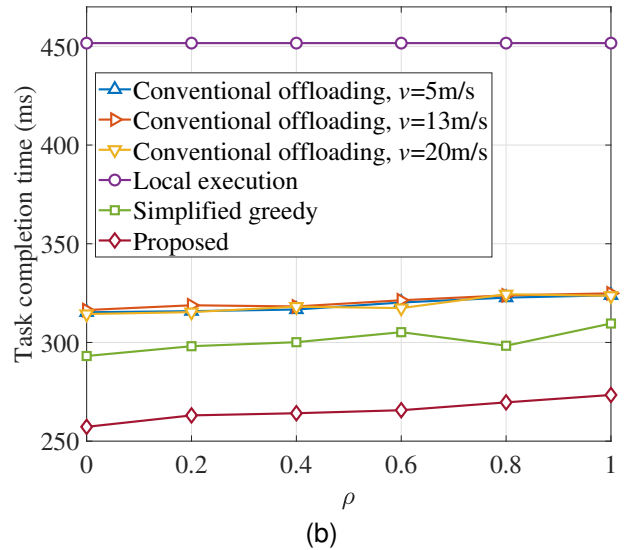 450
400
350
300
250
Task completion time (ms)
Conventional offloading, v=5m/s
Conventional offloading, v=13m/s
Conventional offloading, v=20m/s
Local execution
Simplified greedy
Proposed
0 0.2 0.4 0.6 0.8 1
ρ
(b)